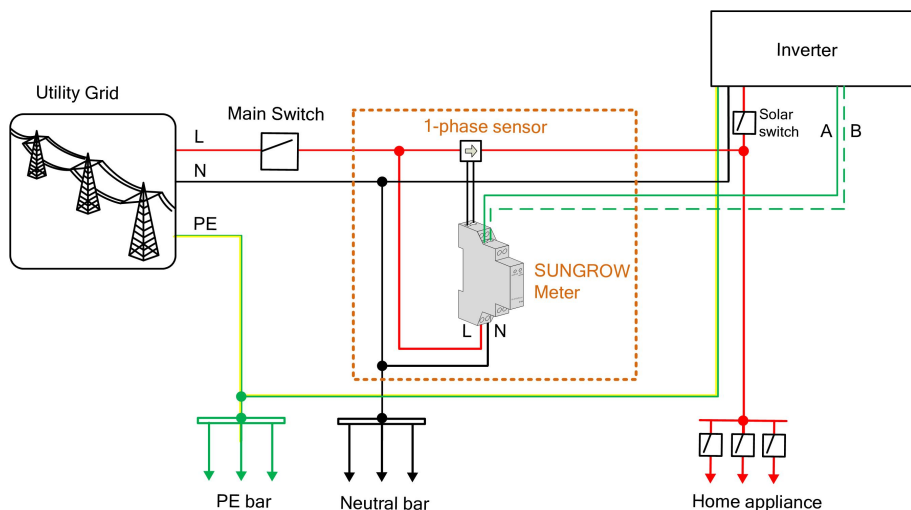 Inverter
Utility Grid
Main Switch
1-phase sensor
Solar
switch
A
B
L
N
PE
SUNGROW
Meter
L
N
PE bar
Neutral bar
Home appliance